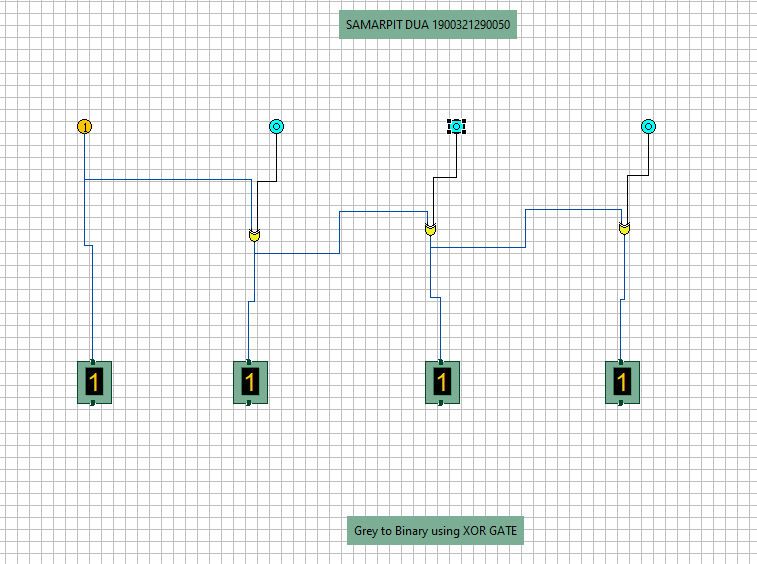 SAMARPIT DUA 1900321290050
1
1 1 1 1
Grey to Binary using XOR GATE